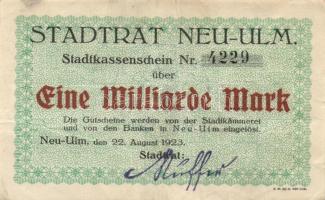 STADTRAT NEU-ULM.
Stadtkassenschein Nr. 4229
über
Eine Milliarde Mark
Die Gutscheine werden von der Stadtkämmerei
und von den Banken in Neu-Ulm eingelöst.
Neu-Ulm, den 22. August 1923.
Stadtrat: